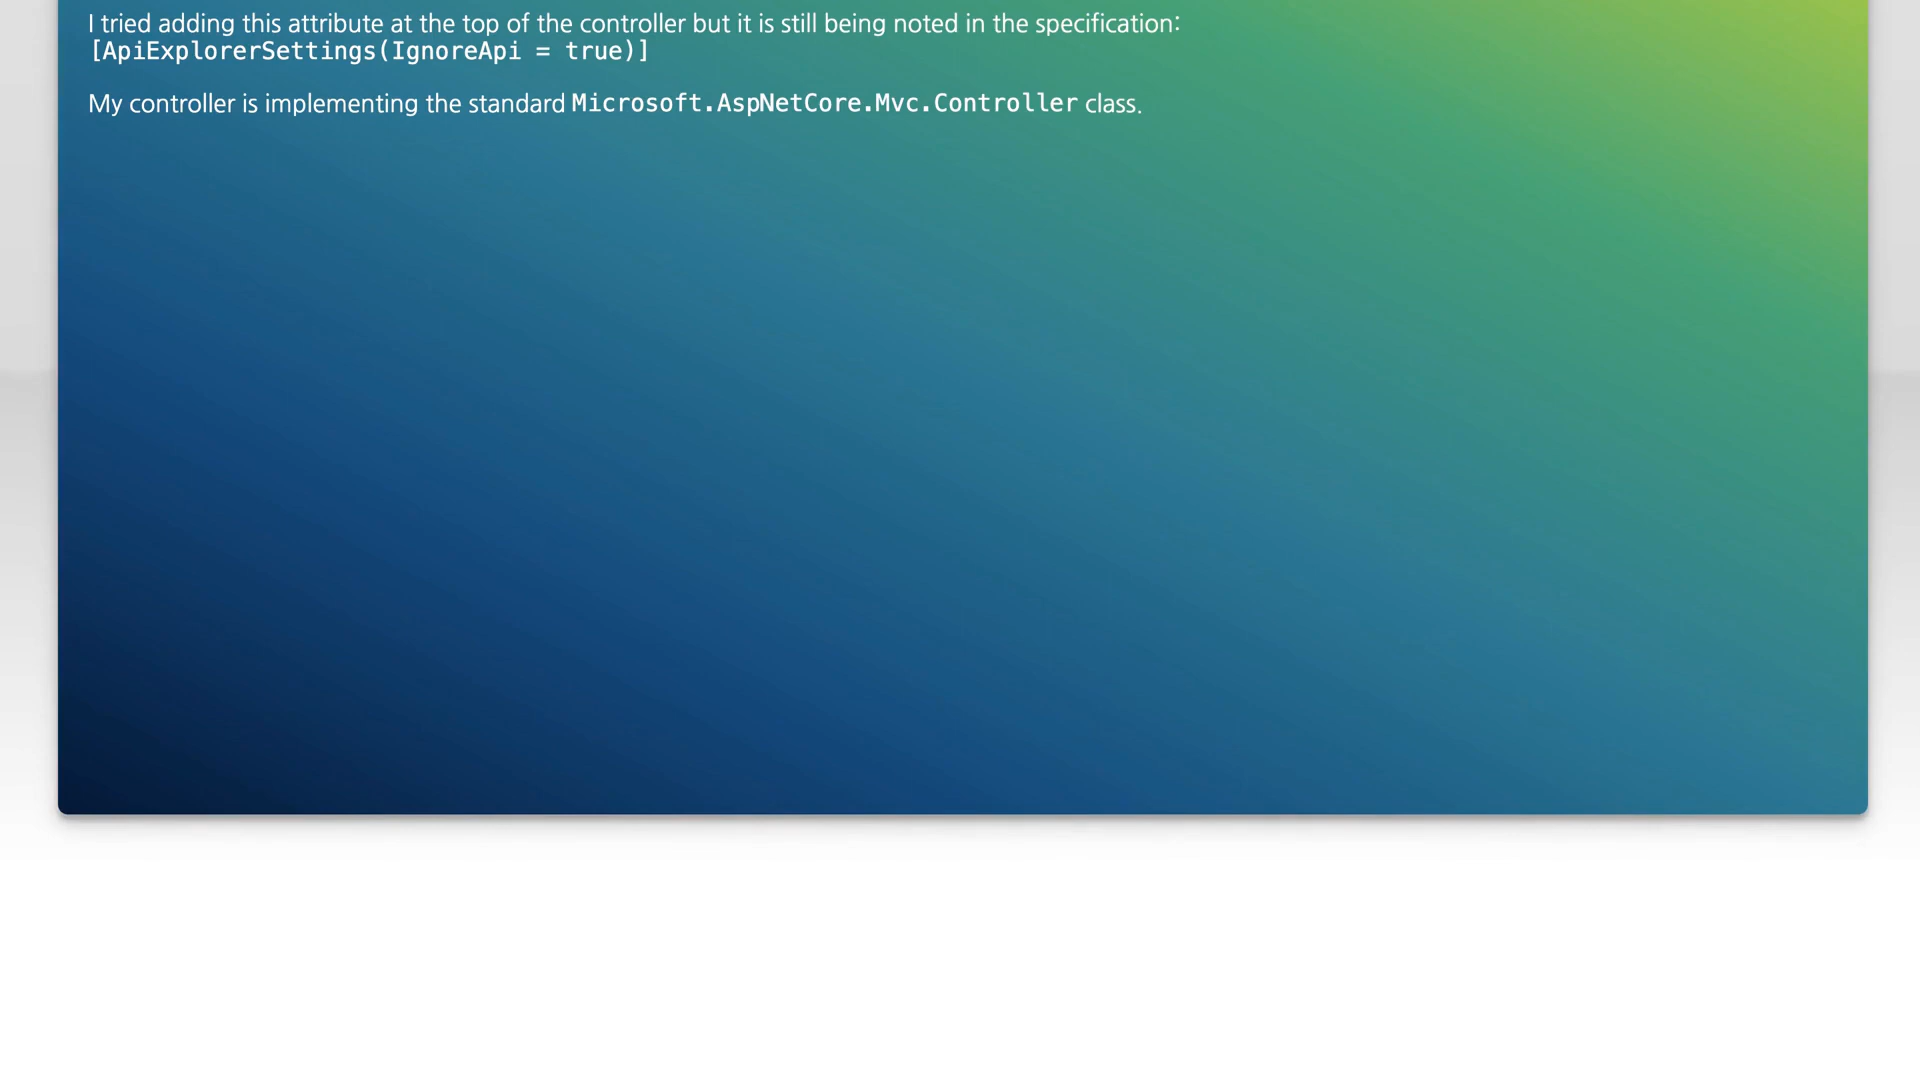 I tried adding this attribute at the top of the controller but it is still being noted in the specification:
[ApiExplorerSettings(IgnoreApi = true)]
My controller is implementing the standard Microsoft.AspNetCore.Mvc.Controller class.